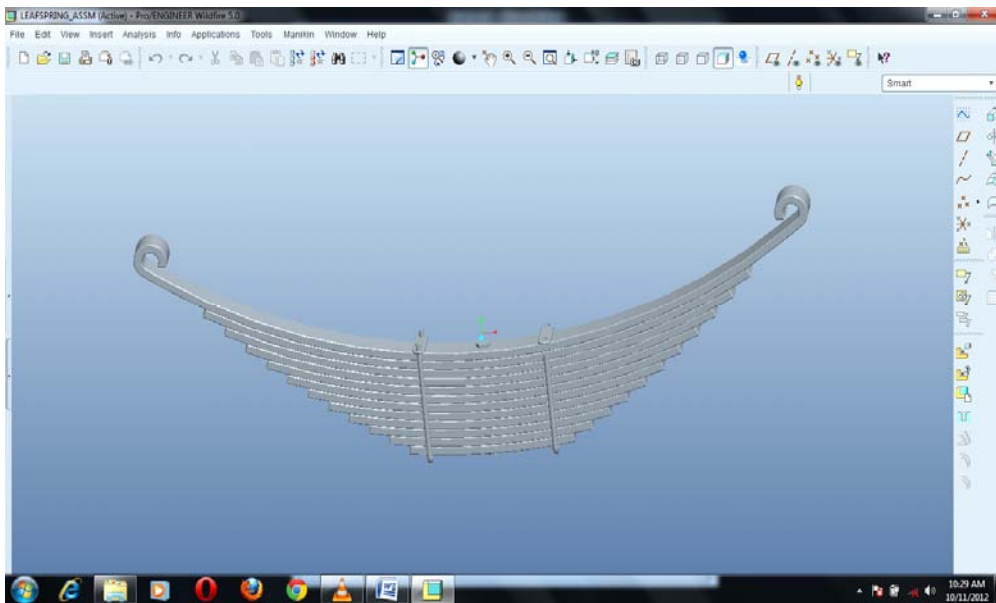 LEAFSPRING_ASSM (Active) - Pro/ENGINEER Wildfire 5.0
File Edit View Insert Analysis Info Applications Tools Manikin Window Help
Smart
10:29 AM
10/11/2012